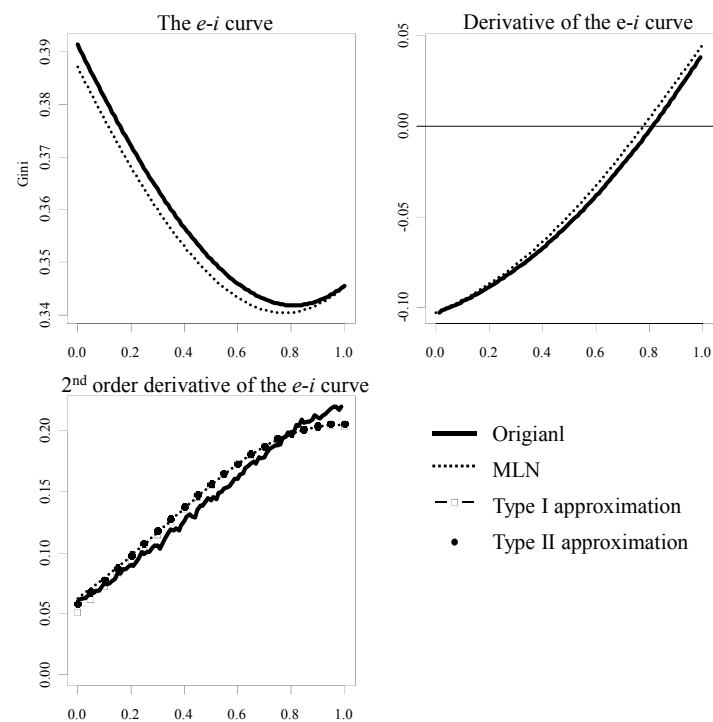 The e-i curve
Derivative of the e-i curve
0.39
0.38
0.37
0.36
0.35
0.34
Gini
0.0 0.2 0.4 0.6 0.8 1.0
0.05
0.00
-0.05
-0.10
0.0 0.2 0.4 0.6 0.8 1.0
2nd order derivative of the e-i curve
0.20
0.15
0.10
0.05
0.00
0.0 0.2 0.4 0.6 0.8 1.0
Origianl
MLN
Type I approximation
Type II approximation